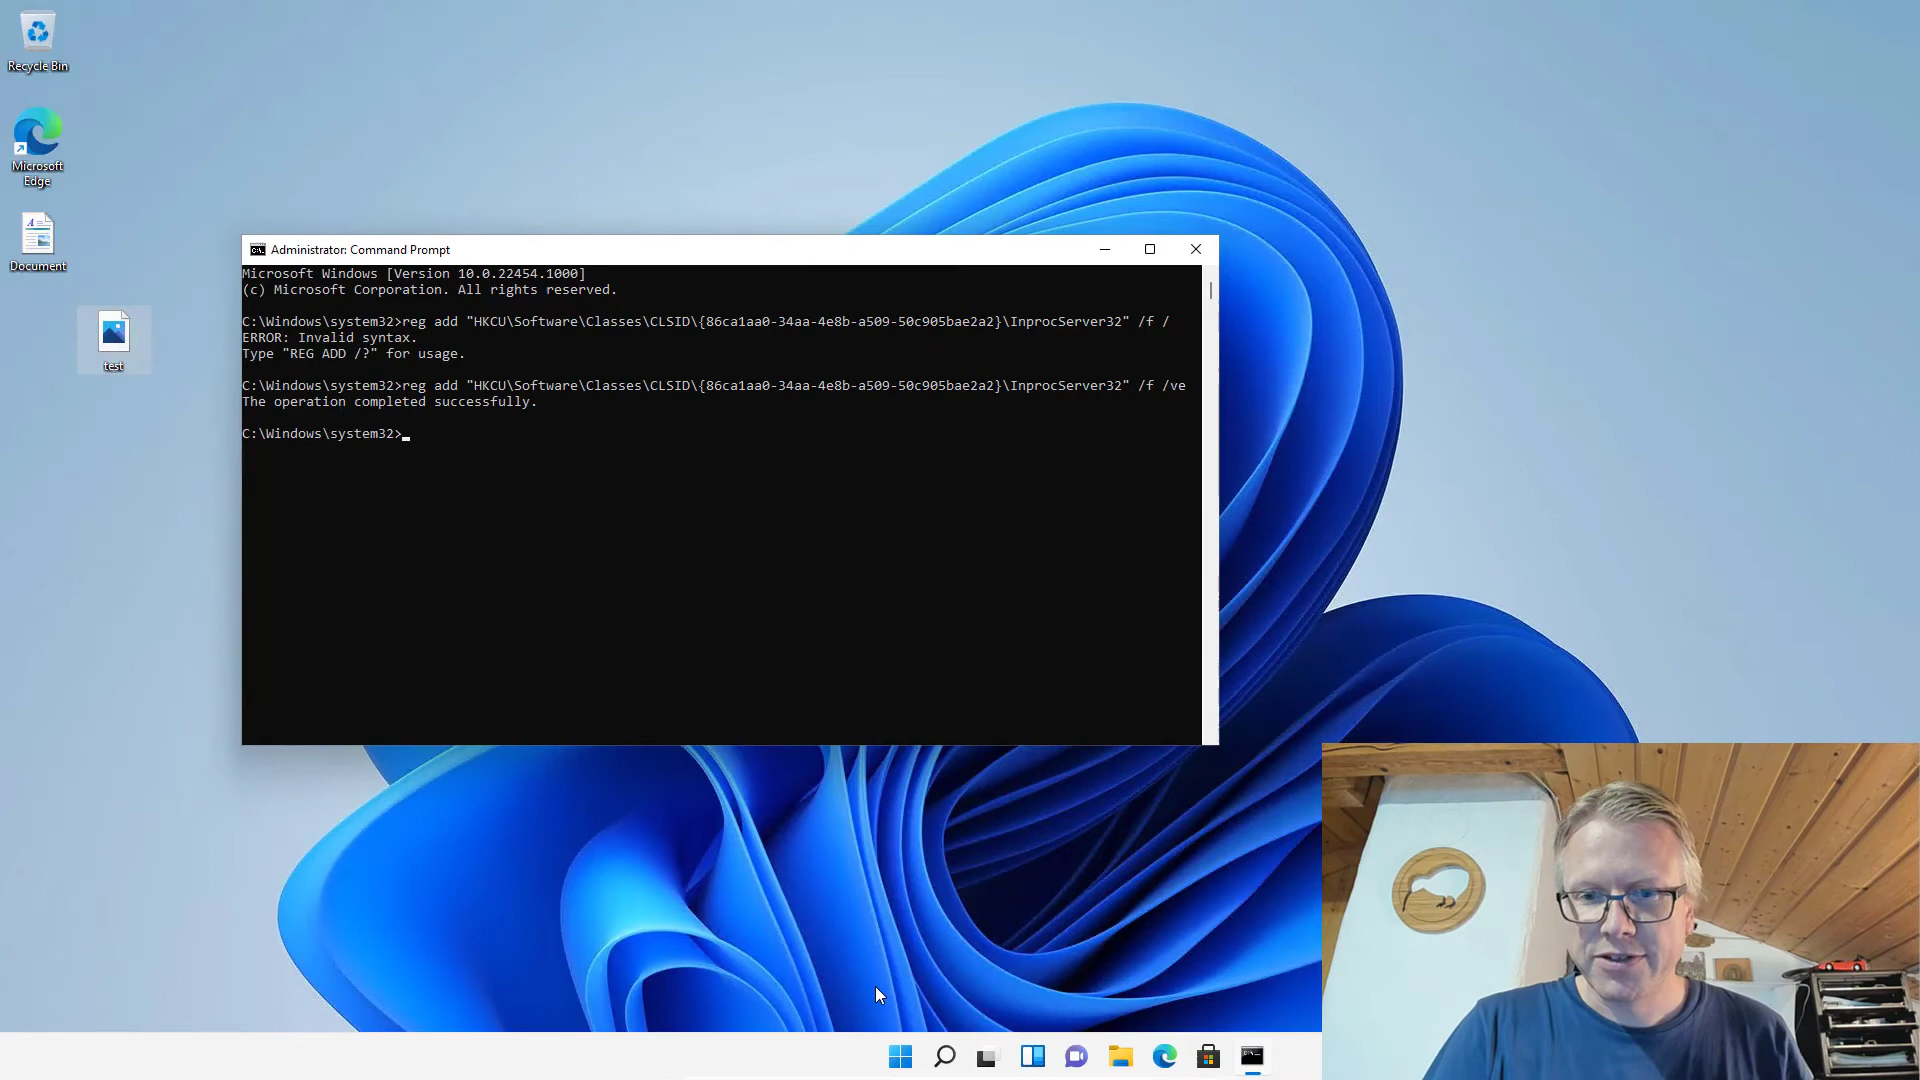 Recycle Bin
Microsoft
Edge
Document
test
Administrator: Command Prompt
Microsoft Windows [Version 10.0.22454.1000]
(c) Microsoft Corporation. All rights reserved.
C:\Windows\system32>reg add "HKCU\Software\Classes\CLSID\{86ca1aa0-34aa-4e8b-a509-50c905bae2a2}\InprocServer32" /f /
ERROR: Invalid syntax.
Type "REG ADD /?" for usage.
C:\Windows\system32>reg add "HKCU\Software\Classes\CLSID\{86ca1aa0-34aa-4e8b-a509-50c905bae2a2}\InprocServer32" /f /ve
The operation completed successfully.
C:\Windows\system32>